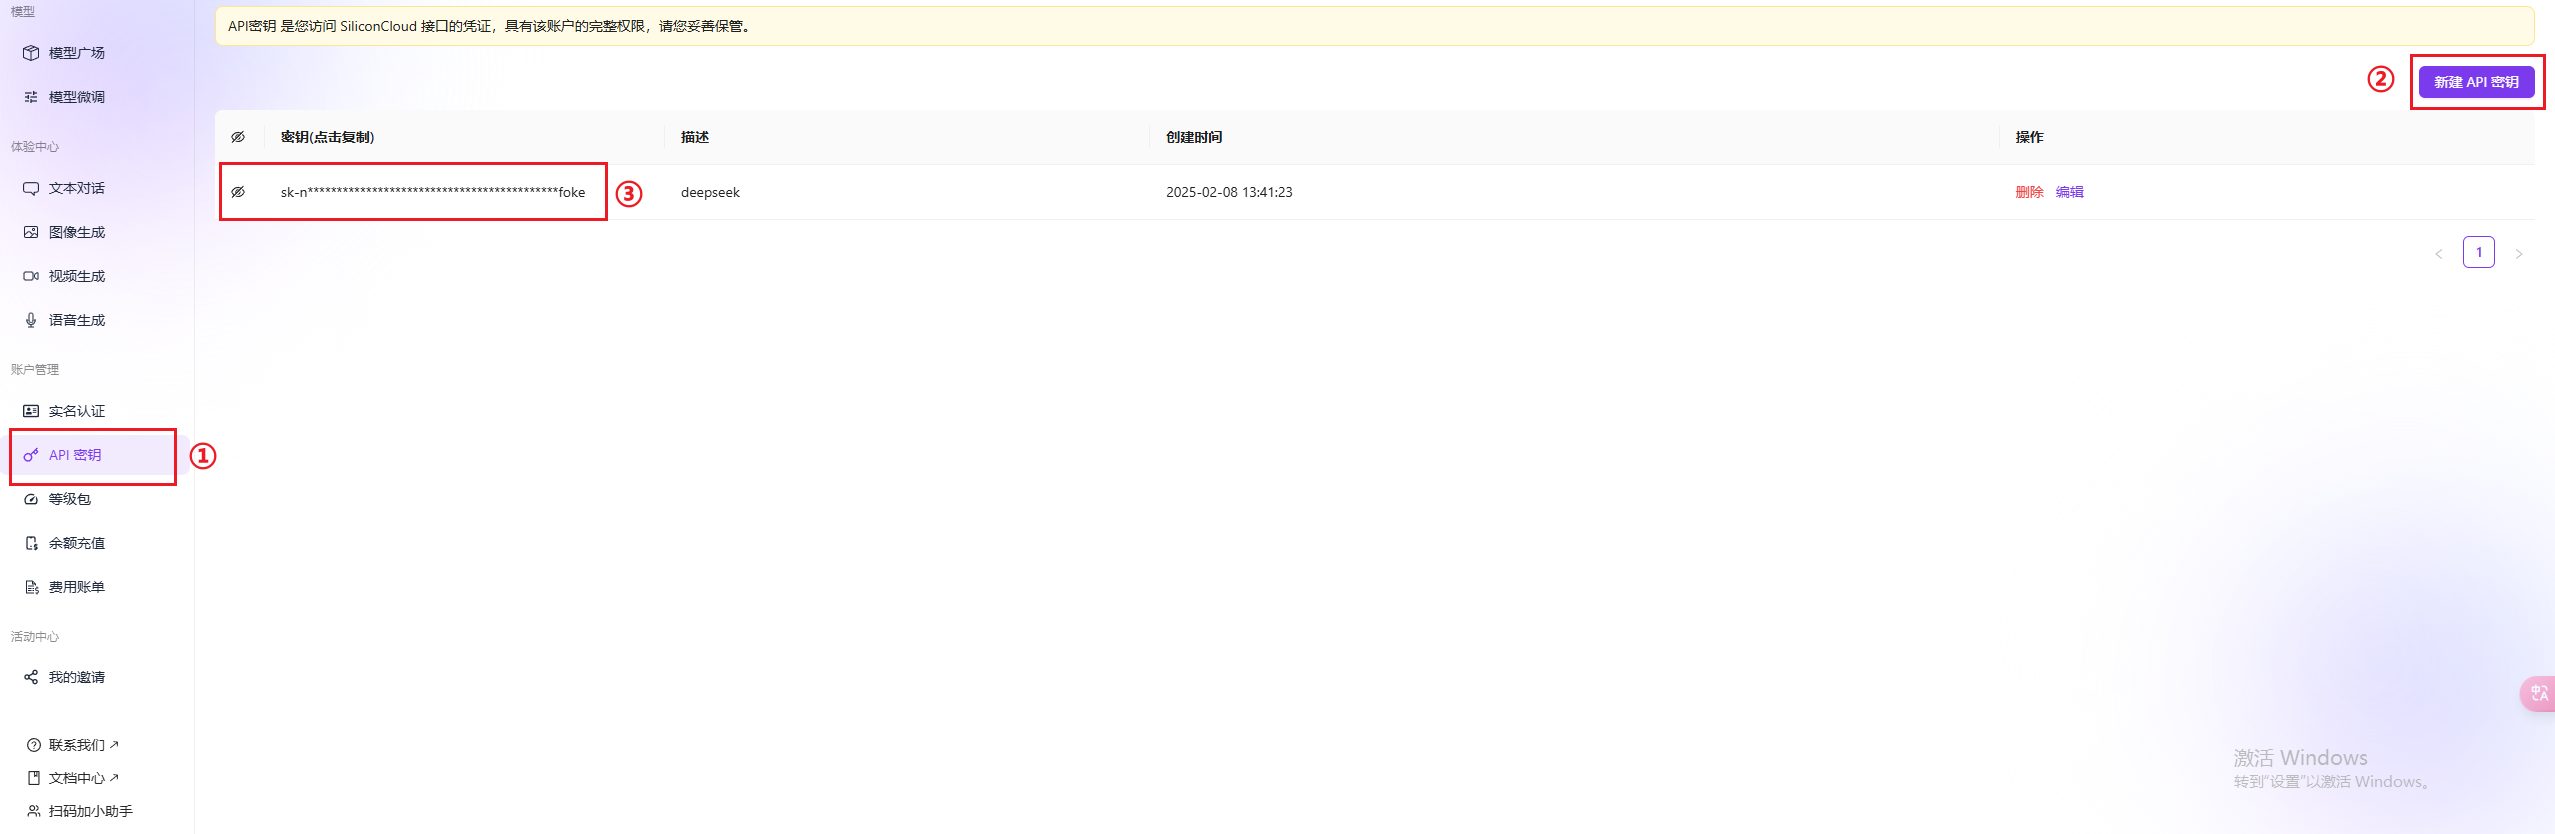 模型
模型广场
模型微调
体验中心
文本对话
图像生成
视频生成
语音生成
账户管理
实名认证
API 密钥
①
等级包
余额充值
费用账单
活动中心
我的邀请
联系我们↗
文档中心↗
扫码加小助手
API密钥 是您访问 SiliconCloud 接口的凭证，具有该账户的完整权限，请您妥善保管。
② 新建 API 密钥
密钥(点击复制) 描述 创建时间 操作
sk-n********************************************foke ③ deepseek 2025-02-08 13:41:23 删除 编辑
< 1 >
中A
激活 Windows
转到"设置"以激活 Windows。